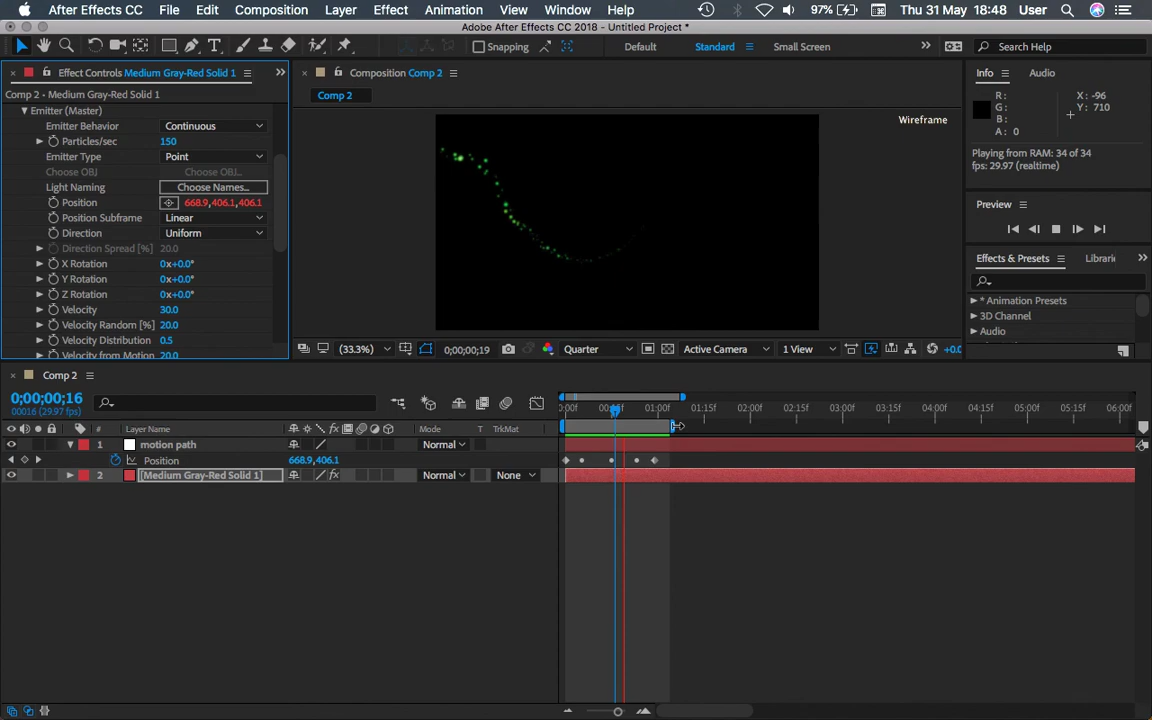 After Effects CC File Edit Composition Layer Effect Animation View Window Help 97% Thu 31 May 18:48 User
Adobe After Effects CC 2018 - Untitled Project *
Snapping Default Standard Small Screen Search Help
Effect Controls Medium Gray-Red Solid 1
Composition Comp 2
Info Audio
Comp 2 - Medium Gray-Red Solid 1
Comp 2
R: X: -96
G: Y: 710
B:
A: 0
Emitter (Master)
Wireframe
Emitter Behavior Continuous
Particles/sec 150
Emitter Type Point
Choose OBJ Choose OBJ...
Light Naming Choose Names...
Position 668.9,406.1,406.1
Position Subframe Linear
Direction Uniform
Direction Spread [%] 20.0
X Rotation 0x+0.0°
Y Rotation 0x+0.0°
Z Rotation 0x+0.0°
Velocity 30.0
Velocity Random [%] 20.0
Velocity Distribution 0.5
Velocity from Motion 20.0
Playing from RAM: 34 of 34
fps: 29.97 (realtime)
Preview
Effects & Presets Librari
* Animation Presets
3D Channel
Audio
(33.3%) 0;00;00;19 Quarter Active Camera 1 View +0.0
Comp 2
0;00;00;16
00016 (29.97 fps)
:00f 01:00f 01:15f 02:00f 02:15f 03:00f 03:15f 04:00f 04:15f 05:00f 05:15f 06:00f
# Layer Name Mode T TrkMat
1 motion path Normal
Position 668.9,406.1
2 [Medium Gray-Red Solid 1] Normal None